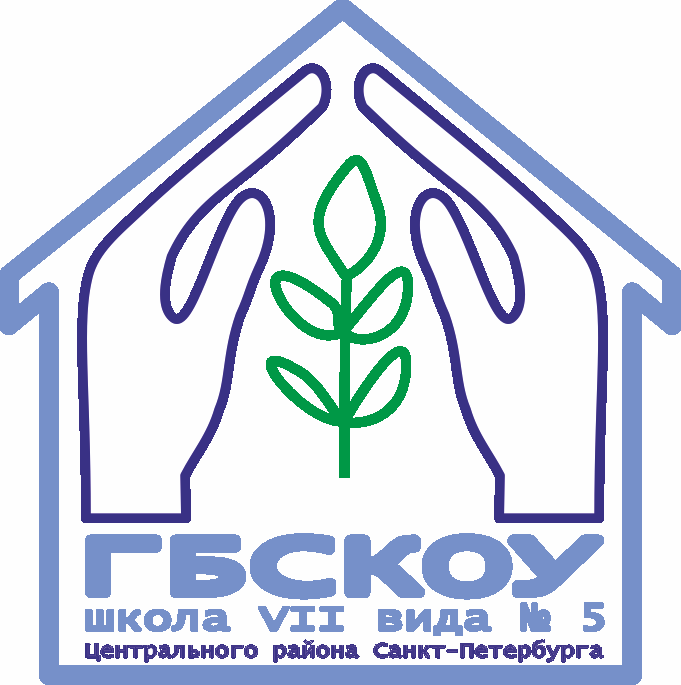 ГБСКОУ
школа VII вида № 5
Центрального района Санкт-Петербурга